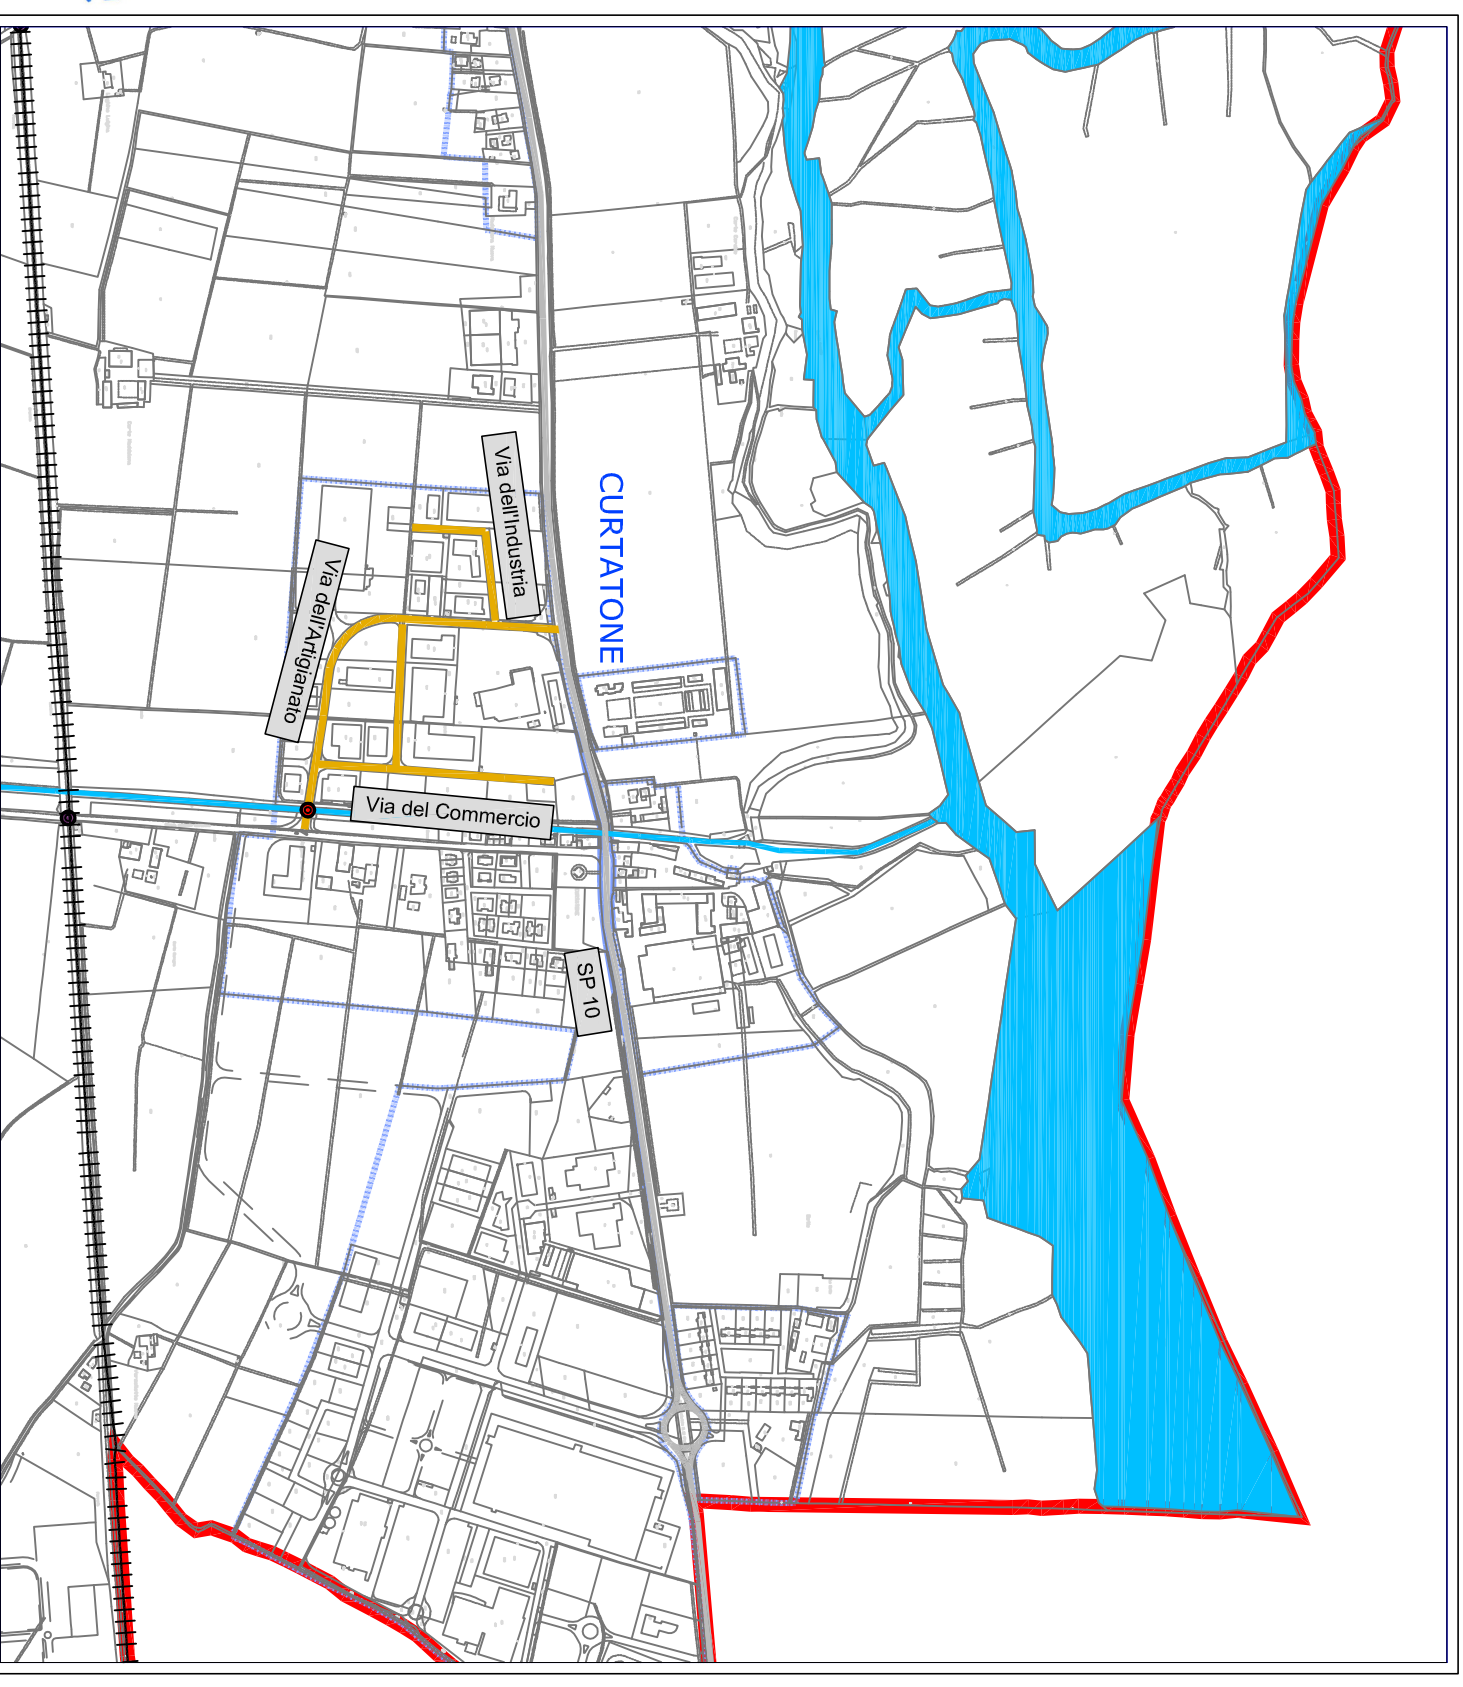 Via dell'Industria
CURTATONE
Via dell'Artigianato
Via del Commercio
SP 10